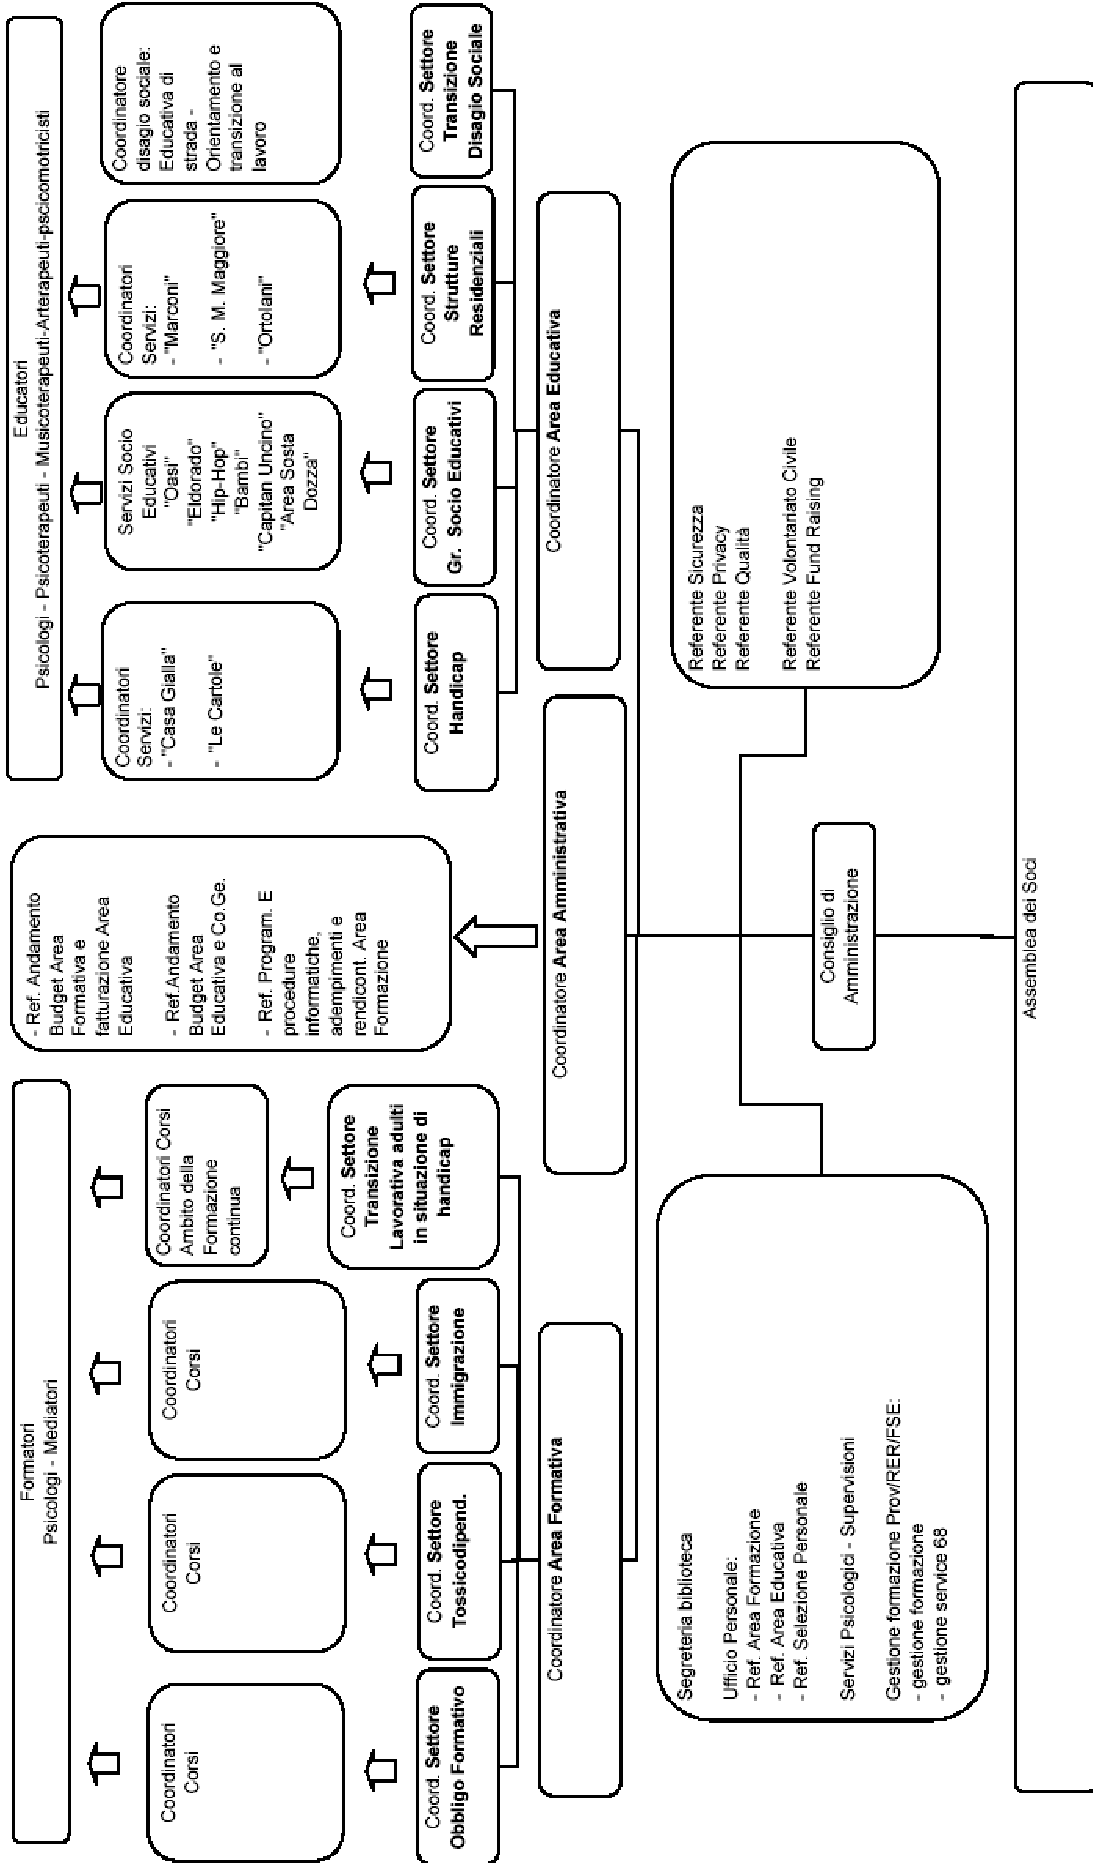 Formatori
Psicologi - Mediatori
Educatori
Psicologi - Psicoterapeuti - Musicoterapeuti-Arterapeuti-pscicomotricisti
Coordinatori
Corsi
Coordinatori
Corsi
Coordinatori
Corsi
Coordinatori Corsi
Ambito della
Formazione
continua
- Ref. Andamento
Budget Area
Formativa e
fatturazione Area
Educativa
- Ref.Andamento
Budget Area
Educativa e Co.Ge.
- Ref. Program. E
procedure
informatiche,
adempimenti e
rendicont. Area
Formazione
Coordinatori
Servizi:
- "Casa Gialla"
- "Le Cartole"
Servizi Socio
Educativi
"Oasi"
"Eldorado"
"Hip-Hop"
"Bambi"
"Capitan Uncino"
"Area Sosta
Dozza"
Coordinatori
Servizi:
- "Marconi"
- "S. M. Maggiore"
- "Ortolani"
Coordinatore
disagio sociale:
Educativa di
strada -
Orientamento e
transizione al
lavoro
Coord. Settore
Obbligo Formativo
Coord. Settore
Tossicodipend.
Coord. Settore
Immigrazione
Coord. Settore
Transizione
Lavorativa adulti
in situazione di
handicap
Coord. Settore
Handicap
Coord. Settore
Gr. Socio Educativi
Coord. Settore
Strutture
Residenziali
Coord. Settore
Transizione
Disagio Sociale
Coordinatore Area Formativa
Coordinatore Area Amministrativa
Coordinatore Area Educativa
Segreteria biblioteca
Ufficio Personale:
- Ref. Area Formazione
- Ref. Area Educativa
- Ref. Selezione Personale
Servizi Psicologici - Supervisioni
Gestione formazione Prov/RER/FSE:
- gestione formazione
- gestione service 68
Referente Sicurezza
Referente Privacy
Referente Qualità
Referente Volontariato Civile
Referente Fund Raising
Consiglio di
Amministrazione
Assemblea dei Soci